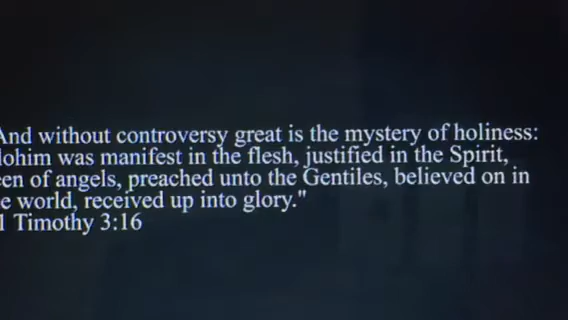 And without controversy great is the mystery of holiness:
lohim was manifest in the flesh, justified in the Spirit,
en of angels, preached unto the Gentiles, believed on in
e world, received up into glory."
1 Timothy 3:16